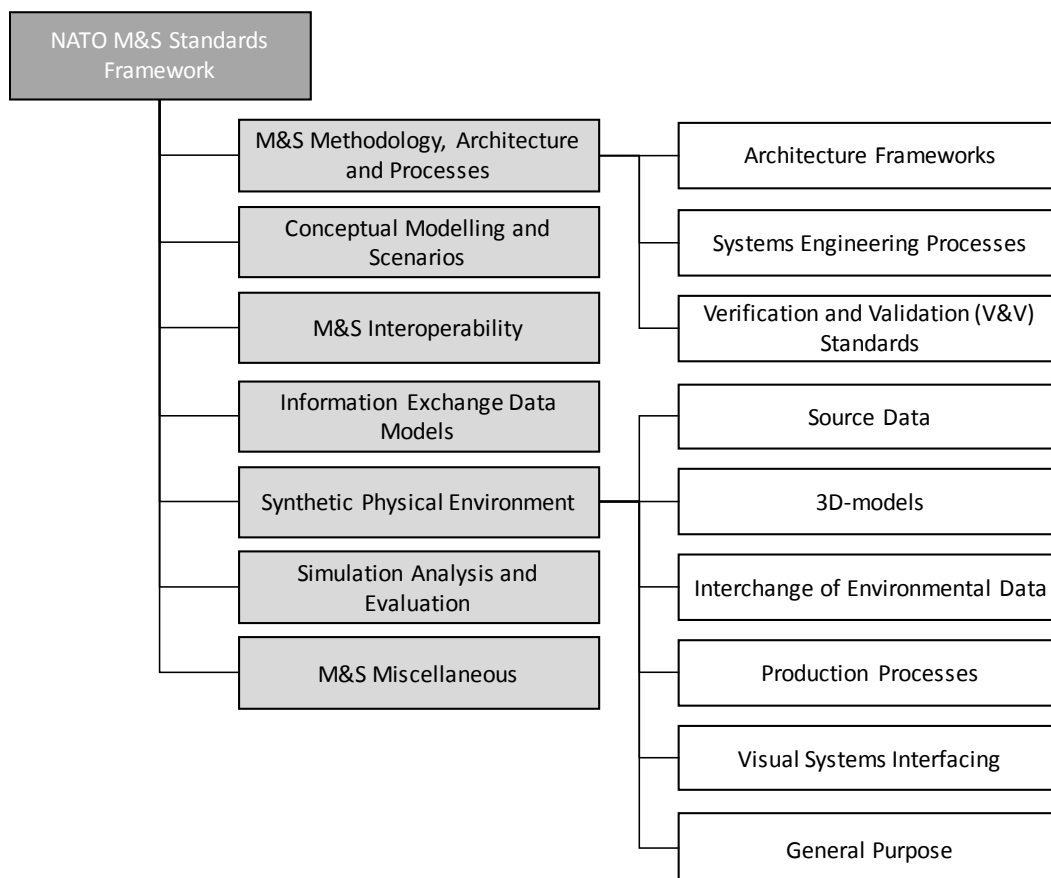 NATO M&S Standards
Framework
M&S Methodology, Architecture
and Processes
Architecture Frameworks
Conceptual Modelling and
Scenarios
Systems Engineering Processes
M&S Interoperability
Verification and Validation (V&V)
Standards
Information Exchange Data
Models
Source Data
Synthetic Physical Environment
3D-models
Simulation Analysis and
Evaluation
Interchange of Environmental Data
M&S Miscellaneous
Production Processes
Visual Systems Interfacing
General Purpose